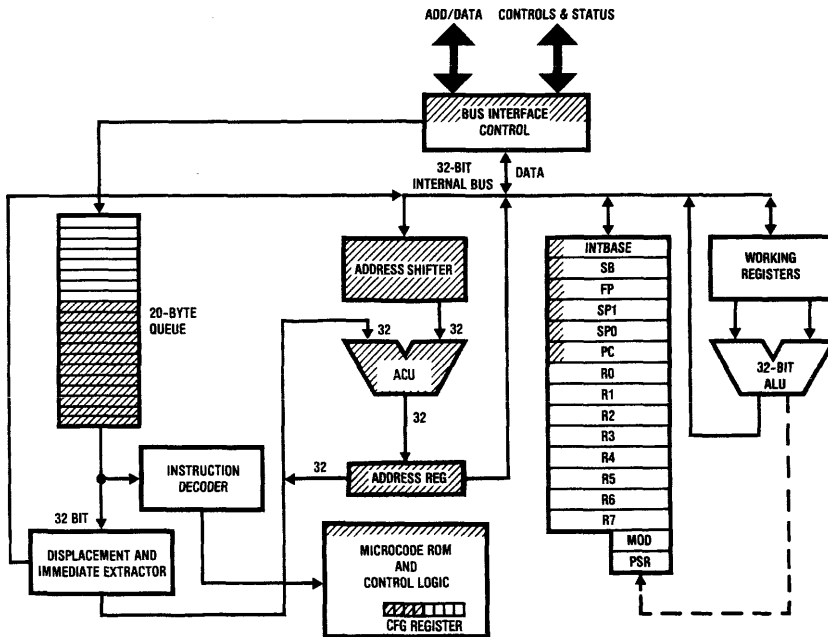 ADD/DATA
CONTROLS & STATUS
BUS INTERFACE
CONTROL
32-BIT
INTERNAL BUS
DATA
20-BYTE
QUEUE
ADDRESS SHIFTER
32
32
ACU
32
32
ADDRESS REG
INSTRUCTION
DECODER
32 BIT
DISPLACEMENT AND
IMMEDIATE EXTRACTOR
MICROCODE ROM
AND
CONTROL LOGIC
CFG REGISTER
INTBASE
SB
FP
SP1
SP0
PC
R0
R1
R2
R3
R4
R5
R6
R7
MOD
PSR
WORKING
REGISTERS
32-BIT
ALU